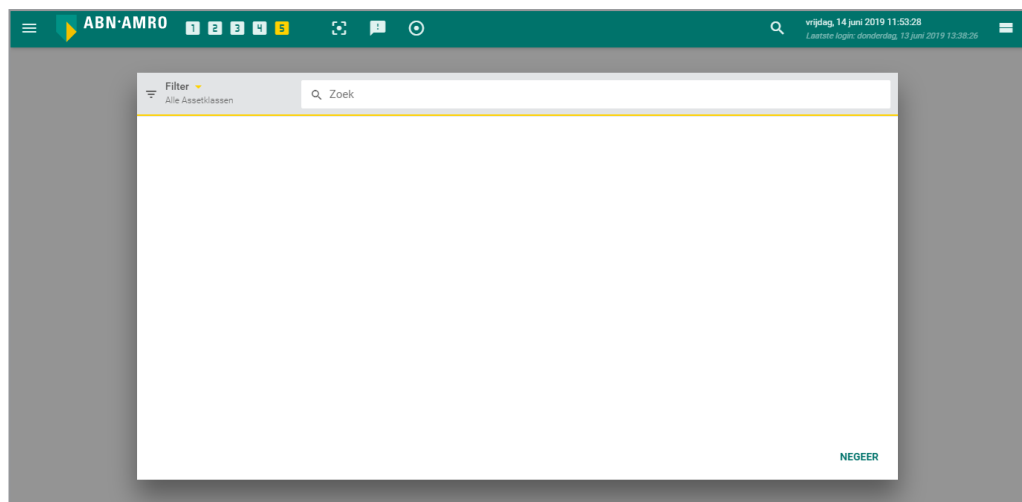 ABN·AMRO
1 2 3 4 5
vrijdag, 14 juni 2019 11:53:28
Laatste login: donderdag, 13 juni 2019 13:38:26
Filter
Alle Assetklassen
Zoek
NEGEER